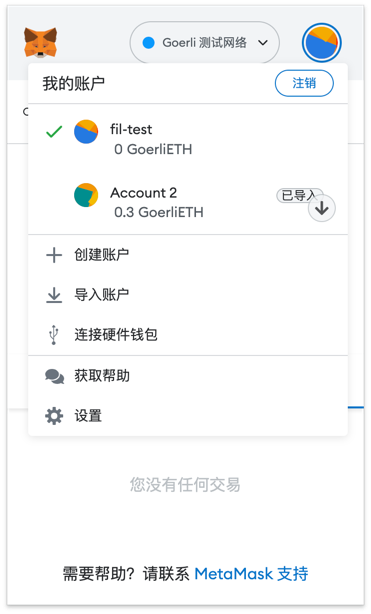 Goerli 测试网络
我的账户
注销
fil-test
0 GoerliETH
Account 2
已导入
0.3 GoerliETH
创建账户
导入账户
连接硬件钱包
获取帮助
设置
您没有任何交易
需要帮助？请联系 MetaMask 支持